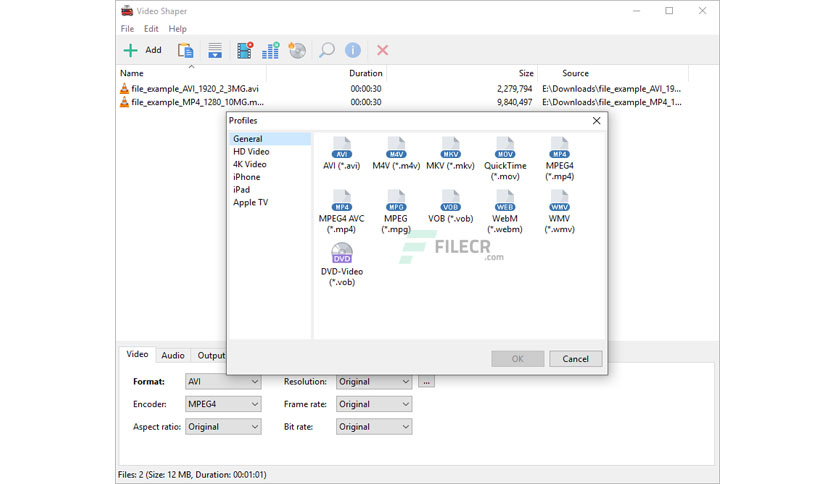 Video Shaper
File Edit Help
Add
Name Duration Size Source
file_example_AVI_1920_2_3MG.avi 00:00:30 2,279,794 E:\Downloads\file_example_AVI_19...
file_example_MP4_1280_10MG.m... 00:00:30 9,840,497 E:\Downloads\file_example_MP4_1...
Profiles
General
HD Video
4K Video
iPhone
iPad
Apple TV
AVI M4V MKV MOV MP4
AVI (*.avi) M4V (*.m4v) MKV (*.mkv) QuickTime MPEG4
(*.mov) (*.mp4)
MP4 MPG VOB WEB WMV
MPEG4 AVC MPEG VOB (*.vob) WebM WMV
(*.mp4) (*.mpg) (*.webm) (*.wmv)
FILECR
.com
DVD
DVD-Video
(*.vob)
OK Cancel
Video Audio Output
Format: AVI Resolution: Original ...
Encoder: MPEG4 Frame rate: Original
Aspect ratio: Original Bit rate: Original
Files: 2 (Size: 12 MB, Duration: 00:01:01)